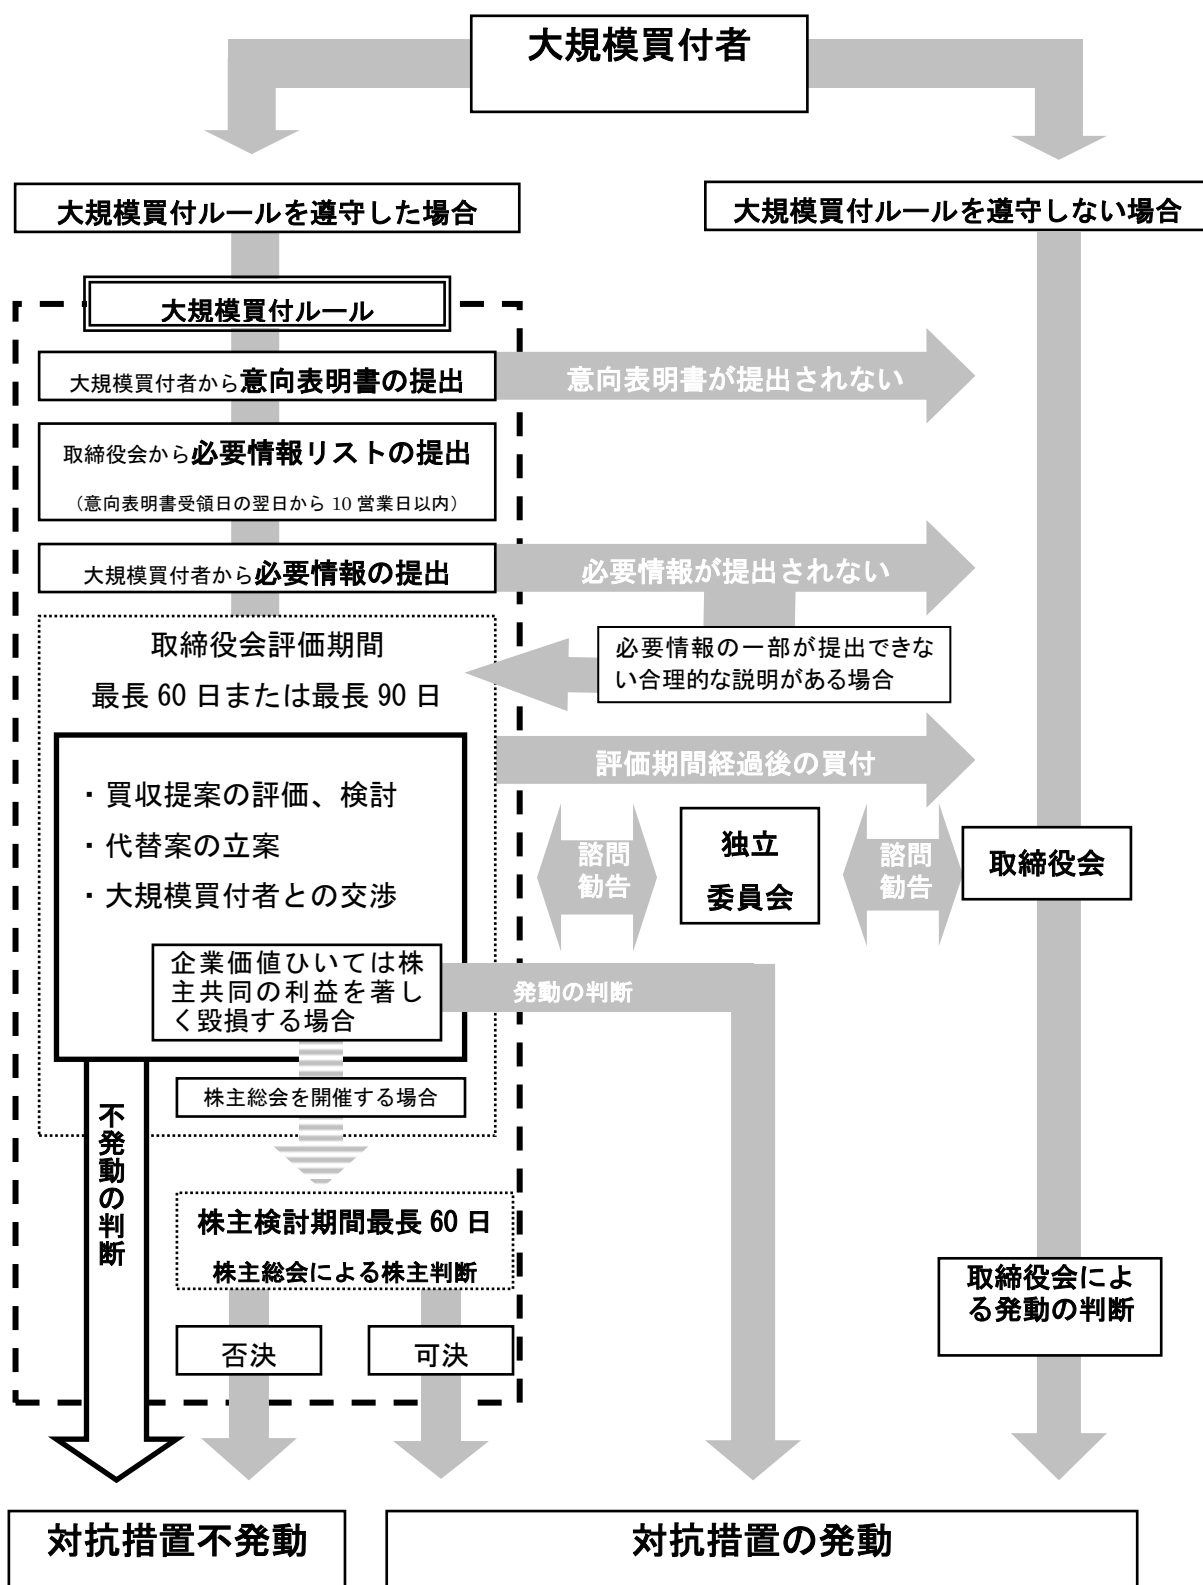 大規模買付者
大規模買付ルールを遵守した場合
大規模買付ルールを遵守しない場合
大規模買付ルール
大規模買付者から意向表明書の提出
意向表明書が提出されない
取締役会から必要情報リストの提出
（意向表明書受領日の翌日から 10 営業日以内）
大規模買付者から必要情報の提出
必要情報が提出されない
取締役会評価期間
最長 60 日または最長 90 日
必要情報の一部が提出できな
い合理的な説明がある場合
評価期間経過後の買付
・買収提案の評価、検討
・代替案の立案
・大規模買付者との交渉
諮問
勧告
独立
委員会
諮問
勧告
取締役会
企業価値ひいては株
主共同の利益を著し
く毀損する場合
発動の判断
株主総会を開催する場合
不発動の判断
株主検討期間最長 60 日
株主総会による株主判断
取締役会によ
る発動の判断
否決
可決
対抗措置不発動
対抗措置の発動